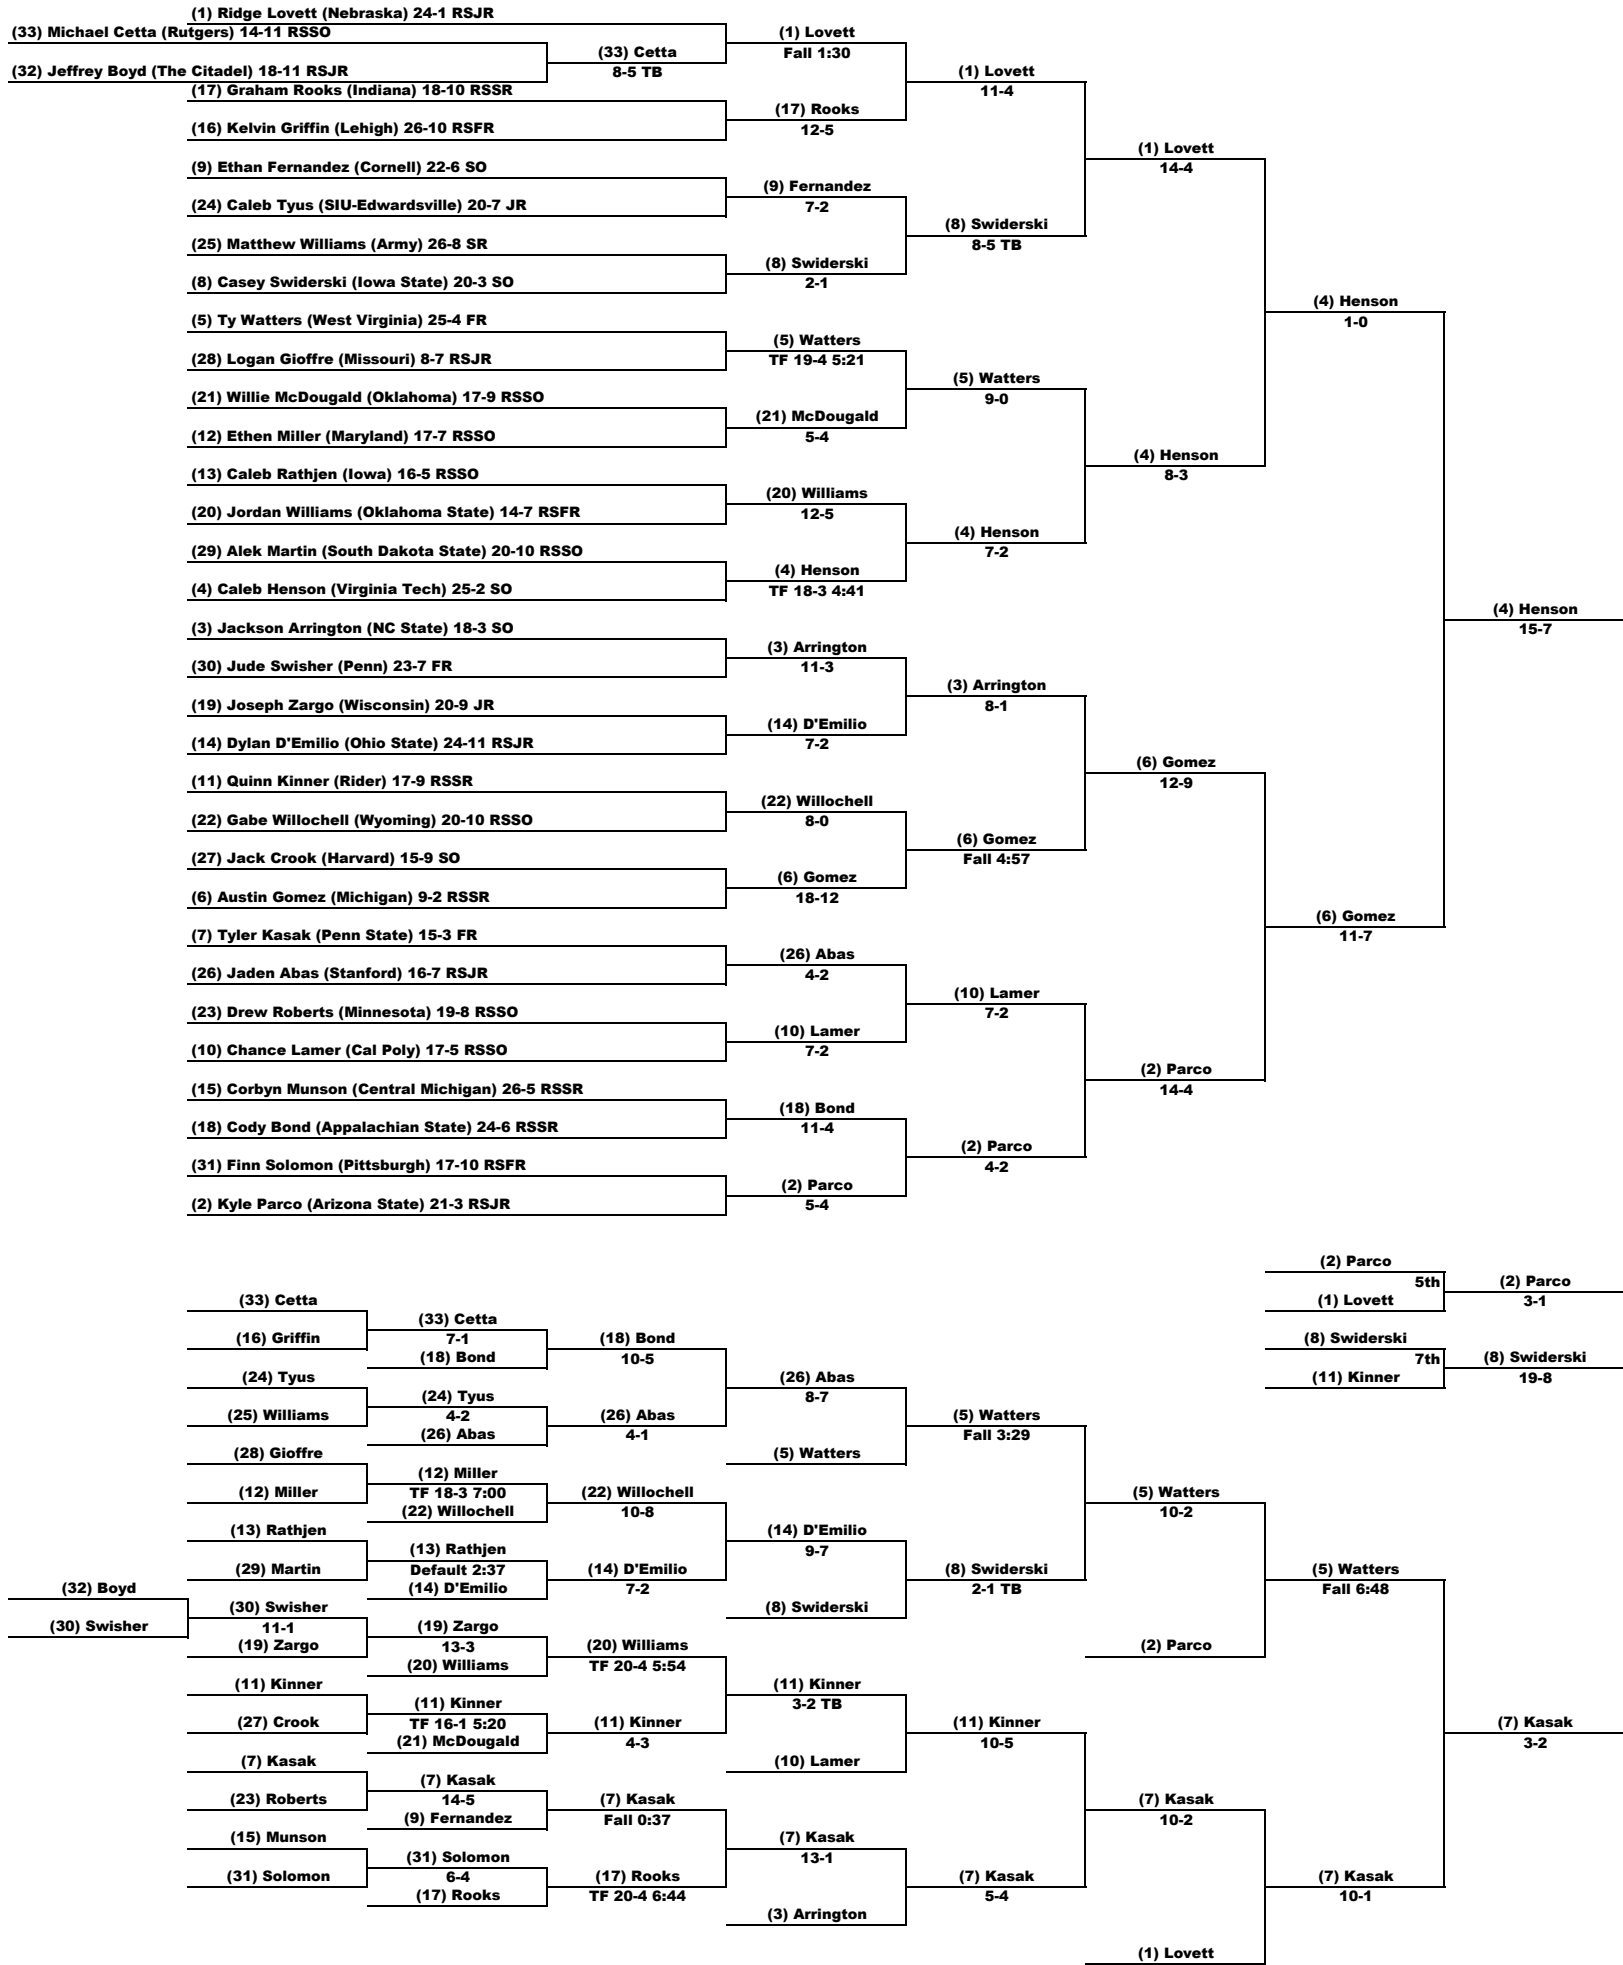 (1) Ridge Lovett (Nebraska) 24-1 RSJR
(33) Michael Cetta (Rutgers) 14-11 RSSO
(32) Jeffrey Boyd (The Citadel) 18-11 RSJR
(33) Cetta
8-5 TB
(17) Graham Rooks (Indiana) 18-10 RSSR
(16) Kelvin Griffin (Lehigh) 26-10 RSFR
(9) Ethan Fernandez (Cornell) 22-6 SO
(24) Caleb Tyus (SIU-Edwardsville) 20-7 JR
(25) Matthew Williams (Army) 26-8 SR
(8) Casey Swiderski (Iowa State) 20-3 SO
(5) Ty Watters (West Virginia) 25-4 FR
(28) Logan Gioffre (Missouri) 8-7 RSJR
(21) Willie McDougald (Oklahoma) 17-9 RSSO
(12) Ethen Miller (Maryland) 17-7 RSSO
(13) Caleb Rathjen (Iowa) 16-5 RSSO
(20) Jordan Williams (Oklahoma State) 14-7 RSFR
(29) Alek Martin (South Dakota State) 20-10 RSSO
(4) Caleb Henson (Virginia Tech) 25-2 SO
(3) Jackson Arrington (NC State) 18-3 SO
(30) Jude Swisher (Penn) 23-7 FR
(19) Joseph Zargo (Wisconsin) 20-9 JR
(14) Dylan D'Emilio (Ohio State) 24-11 RSJR
(11) Quinn Kinner (Rider) 17-9 RSSR
(22) Gabe Willochell (Wyoming) 20-10 RSSO
(27) Jack Crook (Harvard) 15-9 SO
(6) Austin Gomez (Michigan) 9-2 RSSR
(7) Tyler Kasak (Penn State) 15-3 FR
(26) Jaden Abas (Stanford) 16-7 RSJR
(23) Drew Roberts (Minnesota) 19-8 RSSO
(10) Chance Lamer (Cal Poly) 17-5 RSSO
(15) Corbyn Munson (Central Michigan) 26-5 RSSR
(18) Cody Bond (Appalachian State) 24-6 RSSR
(31) Finn Solomon (Pittsburgh) 17-10 RSFR
(2) Kyle Parco (Arizona State) 21-3 RSJR
(1) Lovett
Fall 1:30
(17) Rooks
12-5
(9) Fernandez
7-2
(8) Swiderski
2-1
(5) Watters
TF 19-4 5:21
(21) McDougald
5-4
(20) Williams
12-5
(4) Henson
TF 18-3 4:41
(3) Arrington
11-3
(14) D'Emilio
7-2
(22) Willochell
8-0
(6) Gomez
18-12
(26) Abas
4-2
(10) Lamer
7-2
(18) Bond
11-4
(2) Parco
5-4
(1) Lovett
11-4
(8) Swiderski
8-5 TB
(5) Watters
9-0
(4) Henson
7-2
(3) Arrington
8-1
(6) Gomez
Fall 4:57
(10) Lamer
7-2
(2) Parco
4-2
(1) Lovett
14-4
(4) Henson
8-3
(6) Gomez
12-9
(2) Parco
14-4
(4) Henson
1-0
(6) Gomez
11-7
(4) Henson
15-7
(2) Parco
5th
(1) Lovett
(2) Parco
3-1
(8) Swiderski
7th
(11) Kinner
(8) Swiderski
19-8
(32) Boyd
(30) Swisher
(33) Cetta
(16) Griffin
(24) Tyus
(25) Williams
(28) Gioffre
(12) Miller
(13) Rathjen
(29) Martin
(30) Swisher
11-1
(19) Zargo
(11) Kinner
(27) Crook
(7) Kasak
(23) Roberts
(15) Munson
(31) Solomon
(33) Cetta
7-1
(18) Bond
(24) Tyus
4-2
(26) Abas
(12) Miller
TF 18-3 7:00
(22) Willochell
(13) Rathjen
Default 2:37
(14) D'Emilio
(19) Zargo
13-3
(20) Williams
(11) Kinner
TF 16-1 5:20
(21) McDougald
(7) Kasak
14-5
(9) Fernandez
(31) Solomon
6-4
(17) Rooks
(18) Bond
10-5
(26) Abas
4-1
(22) Willochell
10-8
(14) D'Emilio
7-2
(20) Williams
TF 20-4 5:54
(11) Kinner
4-3
(7) Kasak
Fall 0:37
(17) Rooks
TF 20-4 6:44
(26) Abas
8-7
(5) Watters
(14) D'Emilio
9-7
(8) Swiderski
(11) Kinner
3-2 TB
(10) Lamer
(7) Kasak
13-1
(3) Arrington
(5) Watters
Fall 3:29
(8) Swiderski
2-1 TB
(11) Kinner
10-5
(7) Kasak
5-4
(5) Watters
10-2
(2) Parco
(7) Kasak
10-2
(1) Lovett
(5) Watters
Fall 6:48
(7) Kasak
10-1
(7) Kasak
3-2